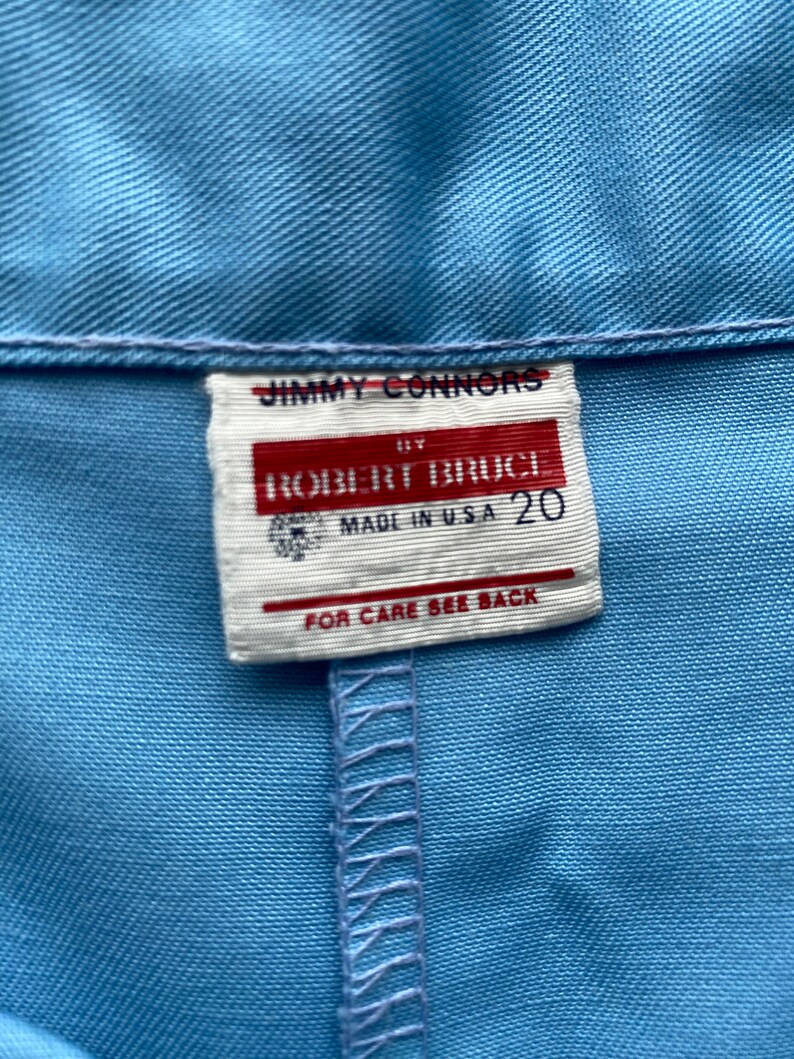 JIMMY CONNORS
BY
ROBERT BRUCE
MADE IN U.S.A 20
FOR CARE SEE BACK